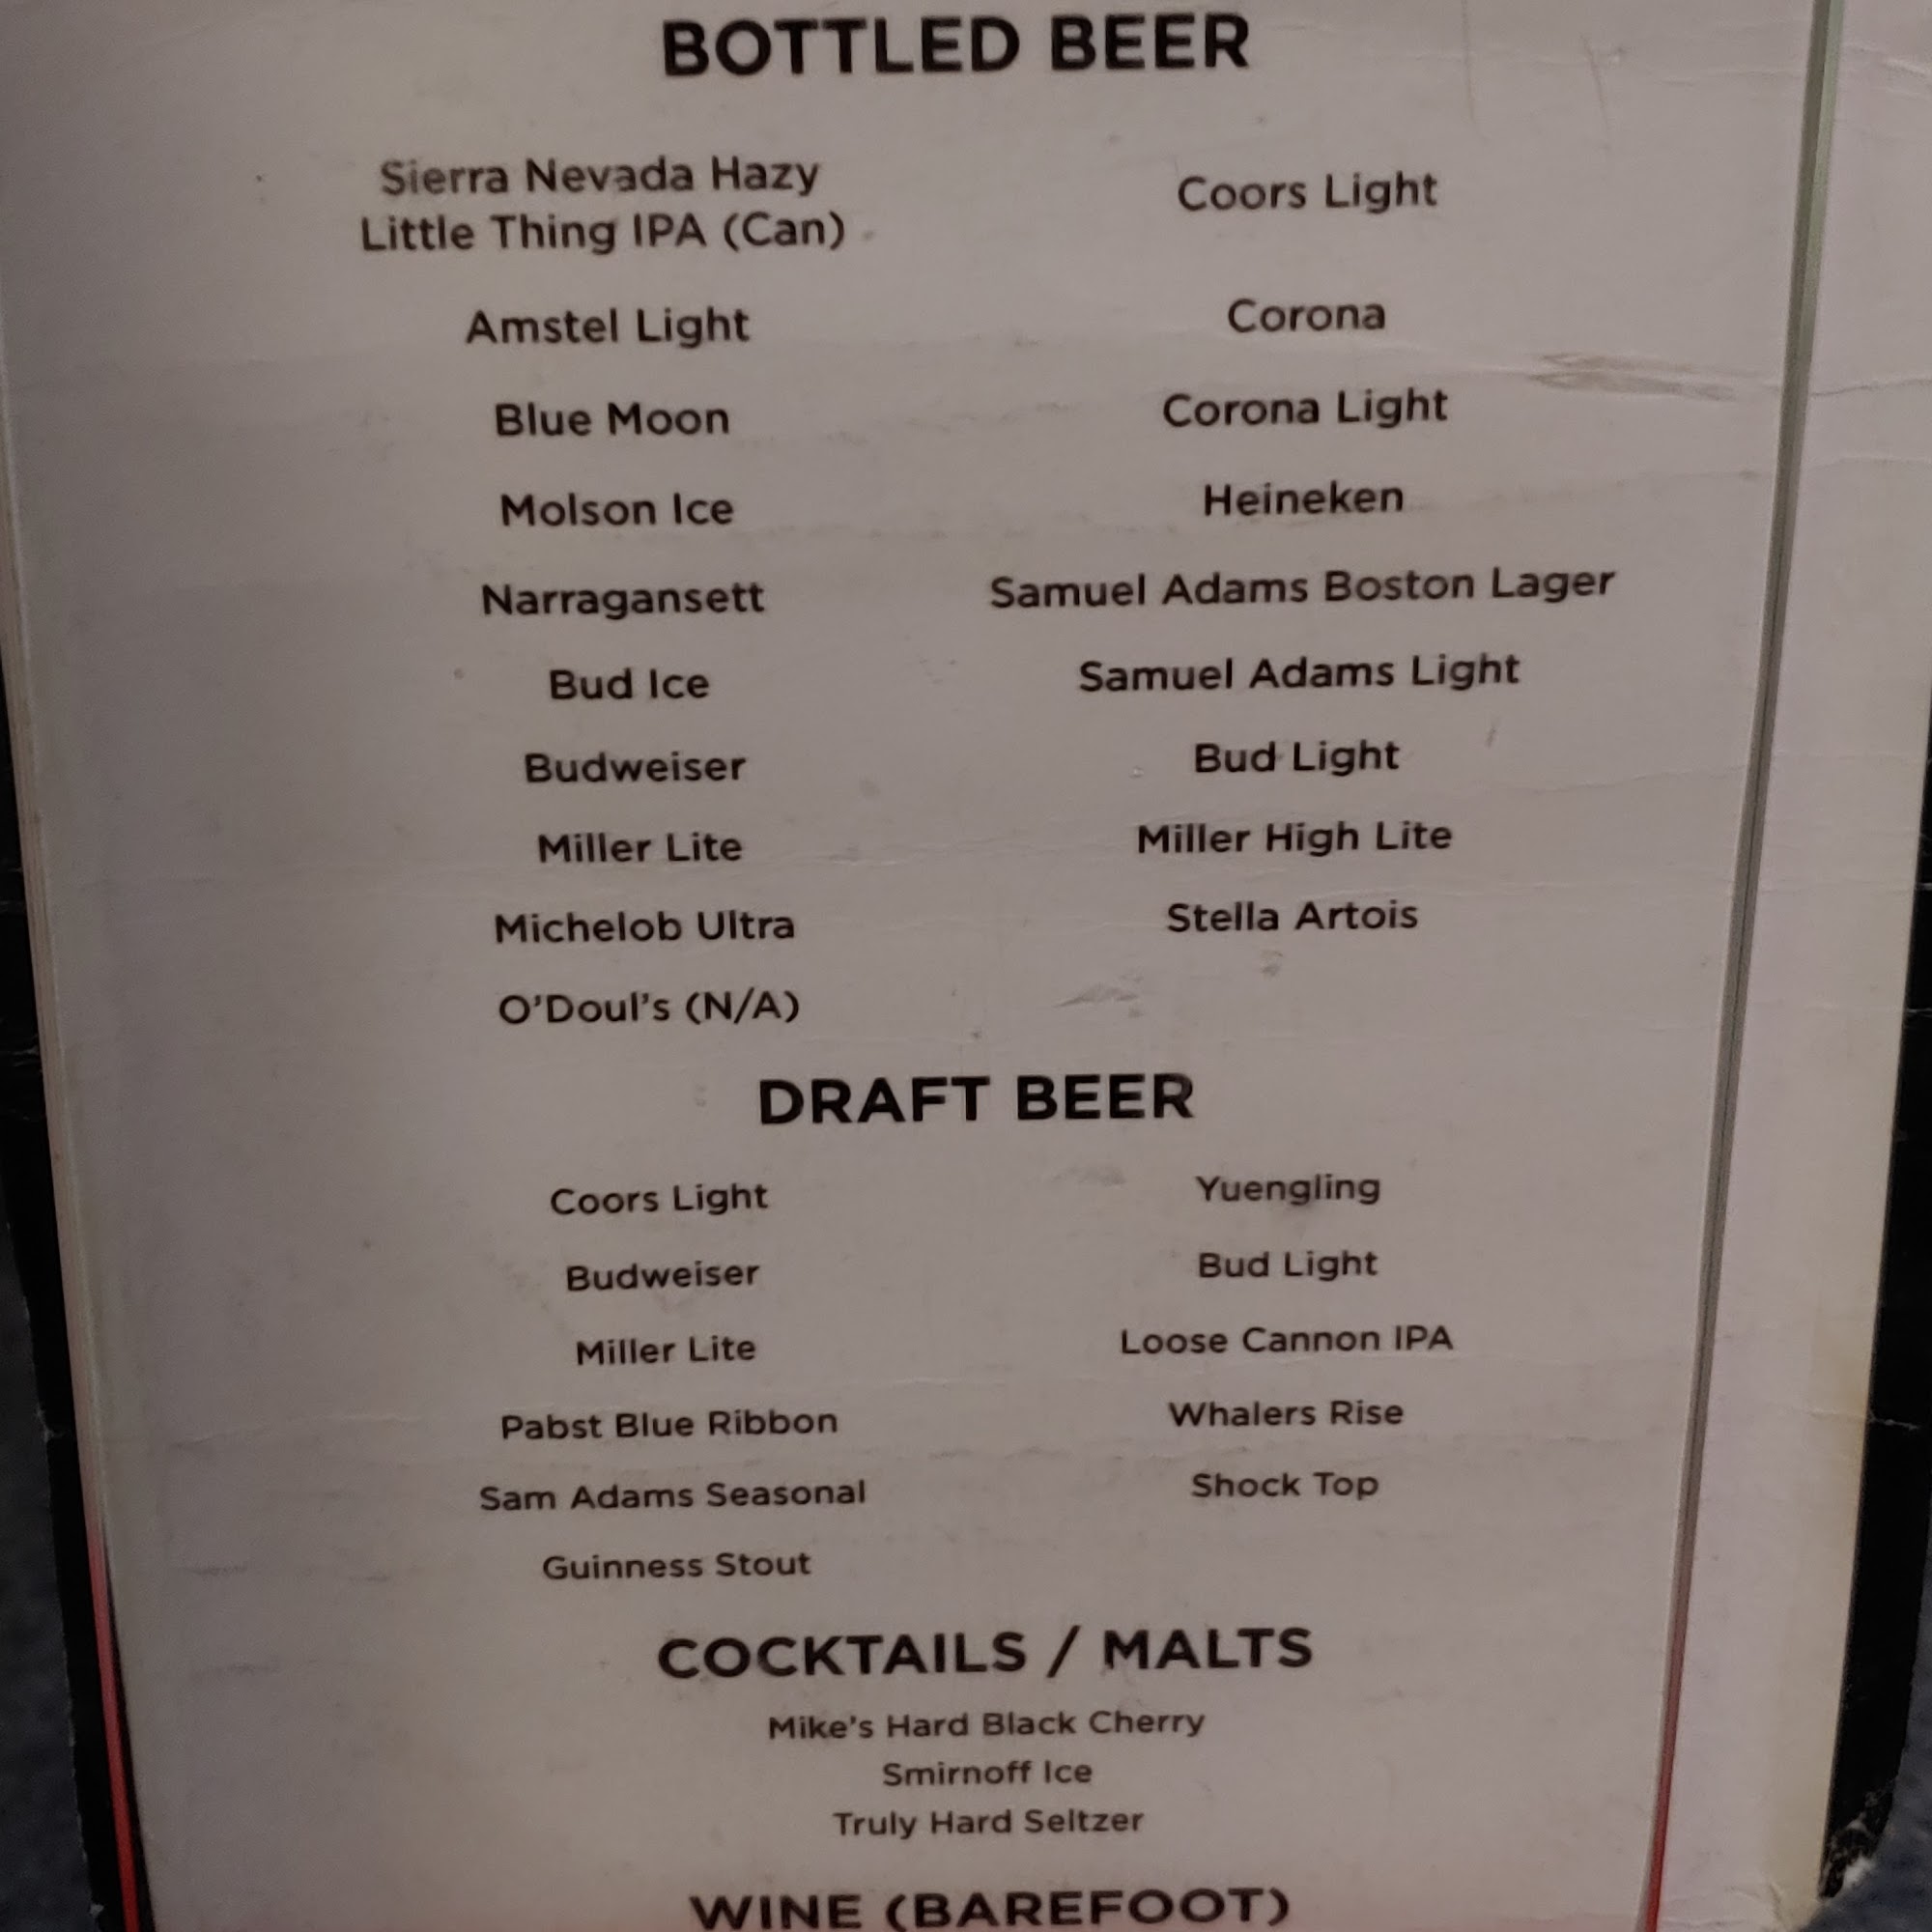 BOTTLED BEER
Sierra Nevada Hazy
Little Thing IPA (Can)
Coors Light
Amstel Light
Corona
Blue Moon
Corona Light
Molson Ice
Heineken
Narragansett
Samuel Adams Boston Lager
Bud Ice
Samuel Adams Light
Budweiser
Bud Light
Miller Lite
Miller High Lite
Michelob Ultra
Stella Artois
O'Doul's (N/A)
DRAFT BEER
Coors Light
Yuengling
Budweiser
Bud Light
Miller Lite
Loose Cannon IPA
Pabst Blue Ribbon
Whalers Rise
Sam Adams Seasonal
Shock Top
Guinness Stout
COCKTAILS / MALTS
Mike's Hard Black Cherry
Smirnoff Ice
Truly Hard Seltzer
WINE (BAREFOOT)